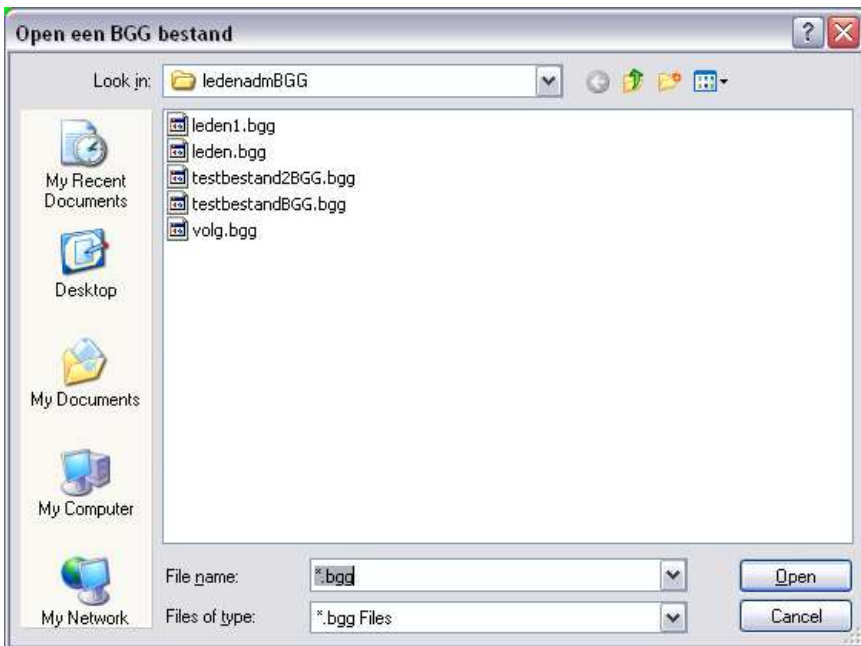 Open een BGG bestand
Look in: ledenadmBGG
leden1.bgg
leden.bgg
testbestand2BGG.bgg
testbestandBGG.bgg
volg.bgg
My Recent
Documents
Desktop
My Documents
My Computer
My Network
File name: *.bgg
Open
Files of type: *.bgg Files
Cancel